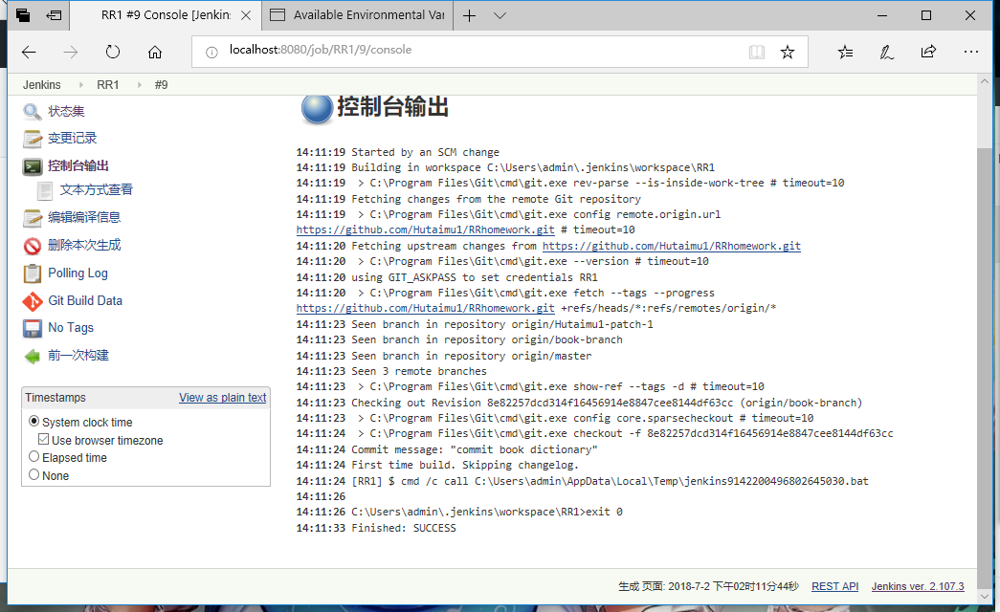 RR1 #9 Console [Jenkins
Available Environmental Var
localhost:8080/job/RR1/9/console
Jenkins RR1 #9
状态集
变更记录
控制台输出
文本方式查看
编辑编译信息
删除本次生成
Polling Log
Git Build Data
No Tags
前一次构建
Timestamps View as plain text
System clock time
Use browser timezone
Elapsed time
None
控制台输出
14:11:19 Started by an SCM change
14:11:19 Building in workspace C:\Users\admin\.jenkins\workspace\RR1
14:11:19  > C:\Program Files\Git\cmd\git.exe rev-parse --is-inside-work-tree # timeout=10
14:11:19 Fetching changes from the remote Git repository
14:11:19  > C:\Program Files\Git\cmd\git.exe config remote.origin.url
https://github.com/Hutaimu1/RRhomework.git # timeout=10
14:11:20 Fetching upstream changes from https://github.com/Hutaimu1/RRhomework.git
14:11:20  > C:\Program Files\Git\cmd\git.exe --version # timeout=10
14:11:20 using GIT_ASKPASS to set credentials RR1
14:11:20  > C:\Program Files\Git\cmd\git.exe fetch --tags --progress
https://github.com/Hutaimu1/RRhomework.git +refs/heads/*:refs/remotes/origin/*
14:11:23 Seen branch in repository origin/Hutaimu1-patch-1
14:11:23 Seen branch in repository origin/book-branch
14:11:23 Seen branch in repository origin/master
14:11:23 Seen 3 remote branches
14:11:23  > C:\Program Files\Git\cmd\git.exe show-ref --tags -d # timeout=10
14:11:23 Checking out Revision 8e82257dcd314f16456914e8847cee8144df63cc (origin/book-branch)
14:11:23  > C:\Program Files\Git\cmd\git.exe config core.sparsecheckout # timeout=10
14:11:24  > C:\Program Files\Git\cmd\git.exe checkout -f 8e82257dcd314f16456914e8847cee8144df63cc
14:11:24 Commit message: "commit book dictionary"
14:11:24 First time build. Skipping changelog.
14:11:24 [RR1] $ cmd /c call C:\Users\admin\AppData\Local\Temp\jenkins9142200496802645030.bat
14:11:26
14:11:26 C:\Users\admin\.jenkins\workspace\RR1>exit 0
14:11:33 Finished: SUCCESS
生成 页面: 2018-7-2 下午02时11分44秒 REST API Jenkins ver. 2.107.3